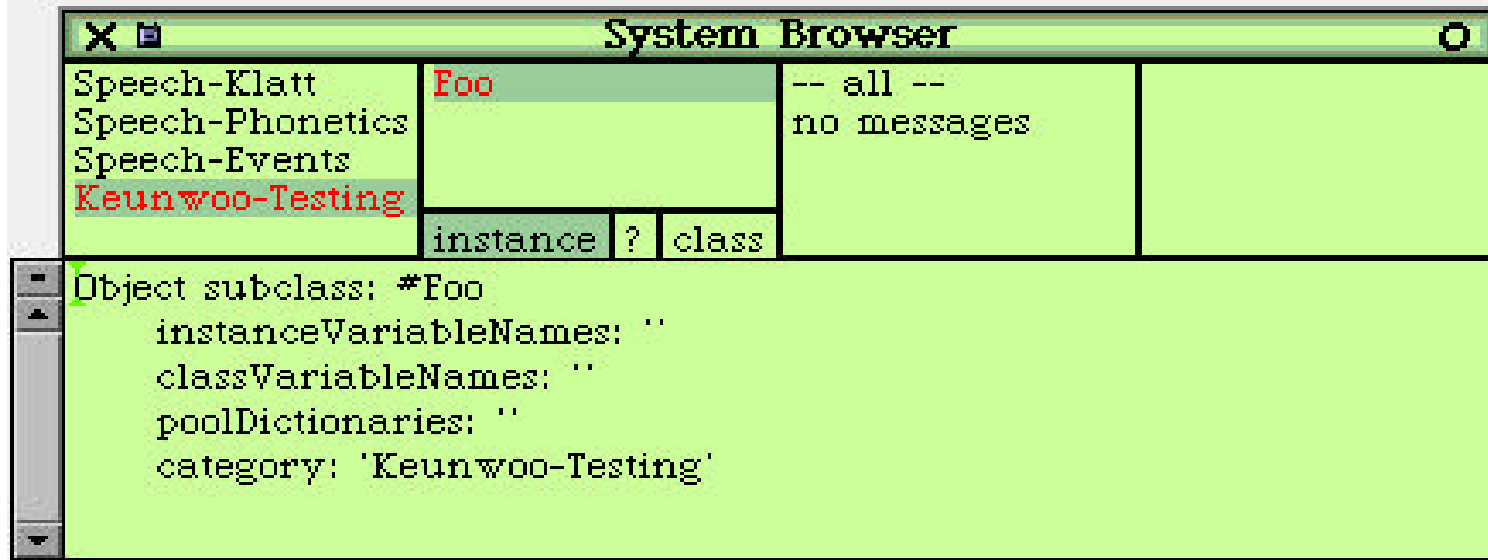 System Browser
Speech-Klatt
Speech-Phonetics
Speech-Events
Keunwoo-Testing
Foo
instance ? class
-- all --
no messages
Object subclass: #Foo
instanceVariableNames: ''
classVariableNames: ''
poolDictionaries: ''
category: 'Keunwoo-Testing'